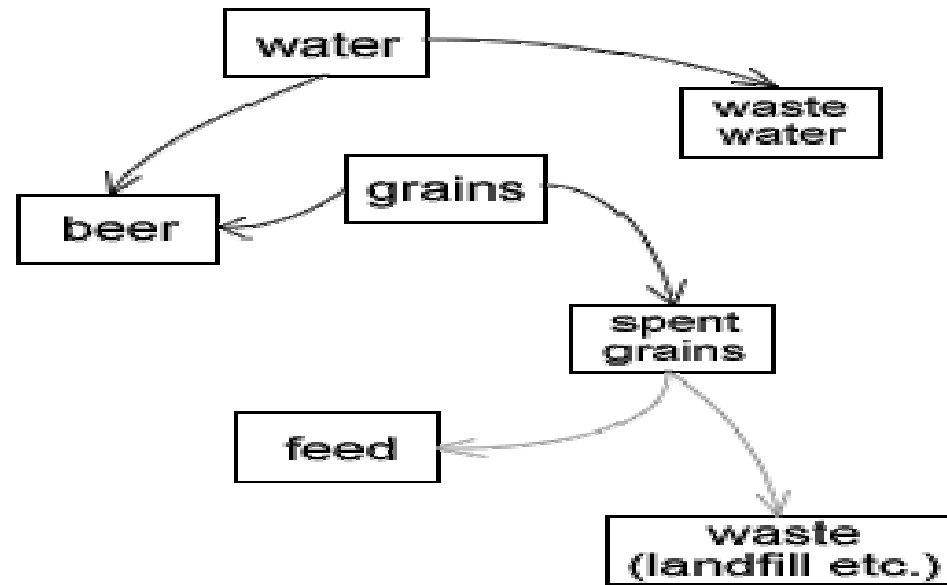 water
waste
water
grains
beer
spent
grains
feed
waste
(landfill etc.)